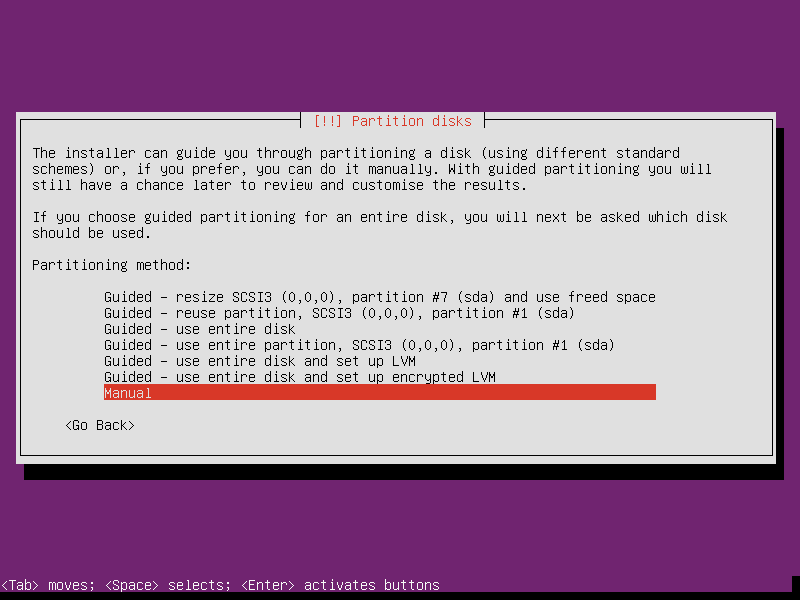 [!!] Partition disks
The installer can guide you through partitioning a disk (using different standard
schemes) or, if you prefer, you can do it manually. With guided partitioning you will
still have a chance later to review and customise the results.
If you choose guided partitioning for an entire disk, you will next be asked which disk
should be used.
Partitioning method:
Guided - resize SCSI3 (0,0,0), partition #7 (sda) and use freed space
Guided - reuse partition, SCSI3 (0,0,0), partition #1 (sda)
Guided - use entire disk
Guided - use entire partition, SCSI3 (0,0,0), partition #1 (sda)
Guided - use entire disk and set up LVM
Guided - use entire disk and set up encrypted LVM
Manual
<Go Back>
<Tab> moves; <Space> selects; <Enter> activates buttons